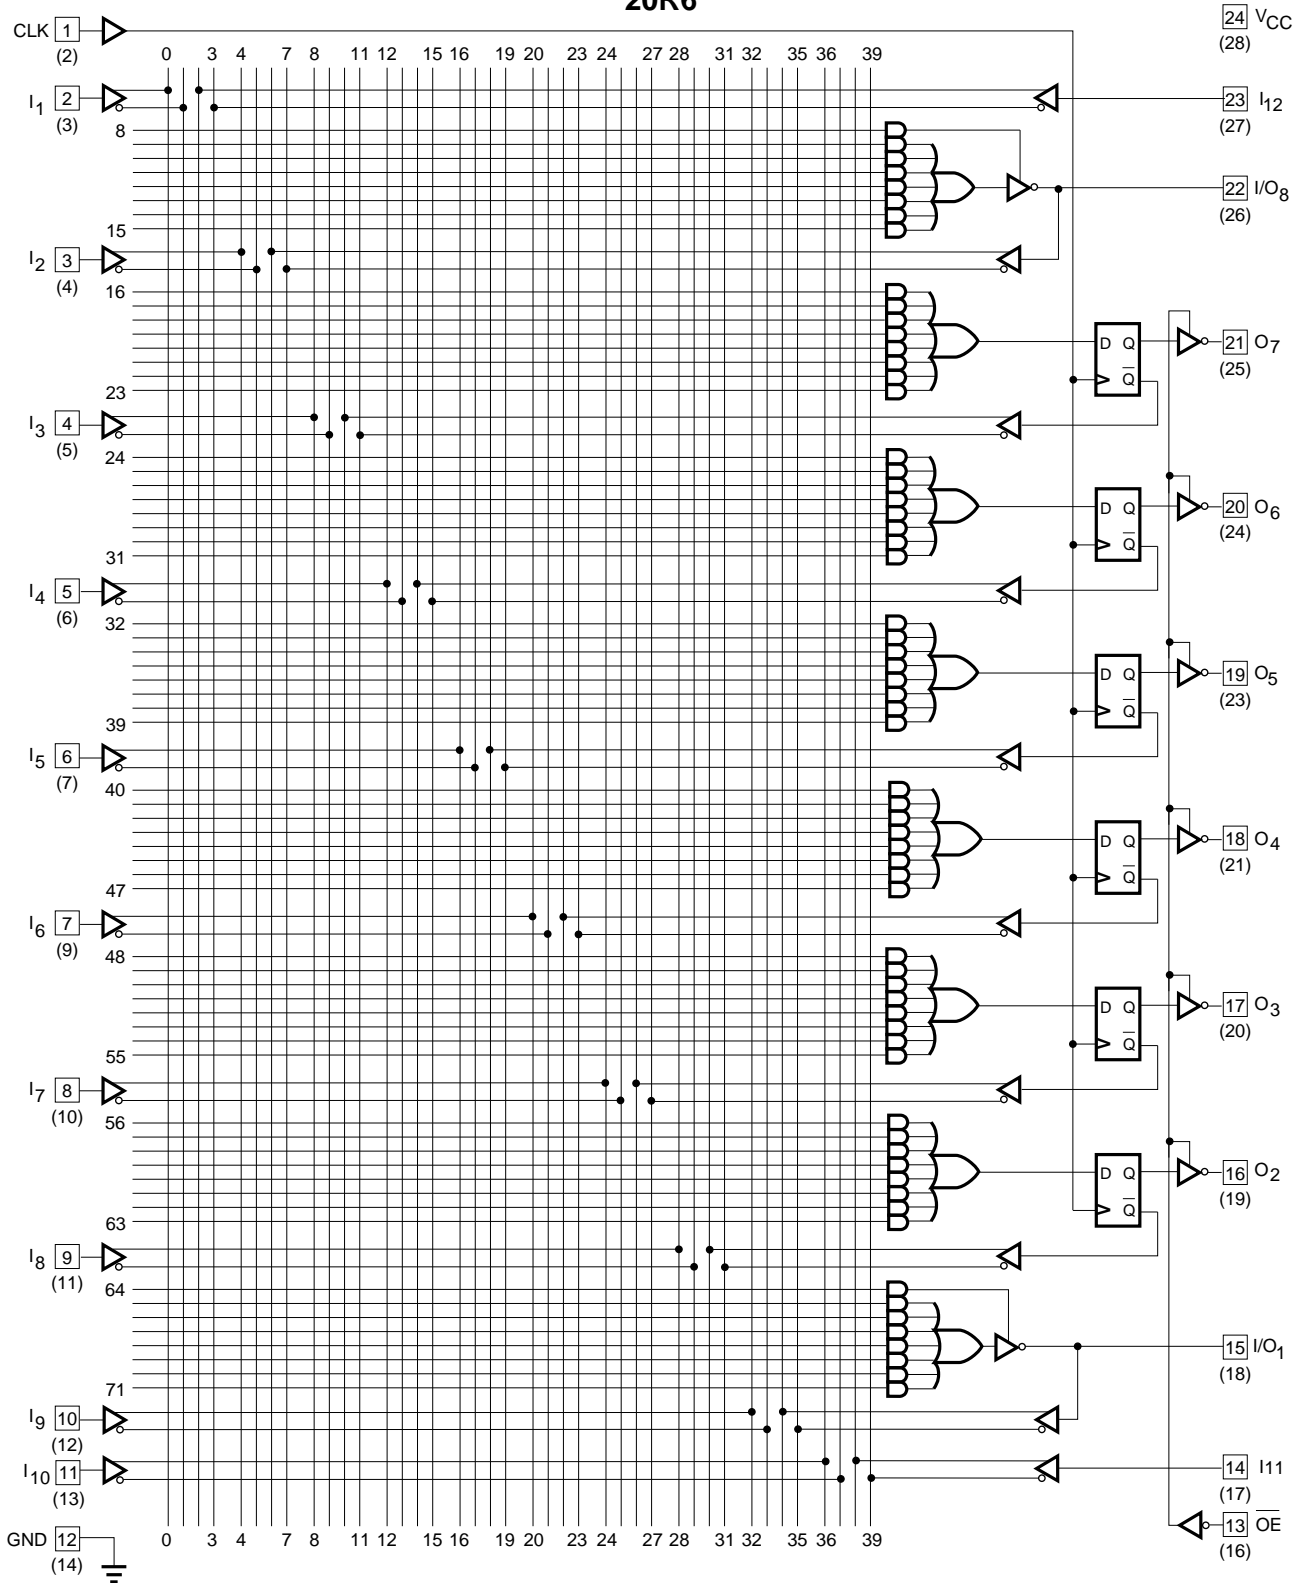 20R6
CLK 1 (2)
24 VCC (28)
0 3 4 7 8 11 12 15 16 19 20 23 24 27 28 31 32 35 36 39
I1 2 (3)
23 I12 (27)
8
22 I/O8 (26)
15
I2 3 (4)
16
D Q Q
21 O7 (25)
23
I3 4 (5)
24
D Q Q
20 O6 (24)
31
I4 5 (6)
32
D Q Q
19 O5 (23)
39
I5 6 (7)
40
D Q Q
18 O4 (21)
47
I6 7 (9)
48
D Q Q
17 O3 (20)
55
I7 8 (10)
56
D Q Q
16 O2 (19)
63
I8 9 (11)
64
15 I/O1 (18)
71
I9 10 (12)
I10 11 (13)
14 I11 (17)
13 OE (16)
GND 12 (14)
0 3 4 7 8 11 12 15 16 19 20 23 24 27 28 31 32 35 36 39